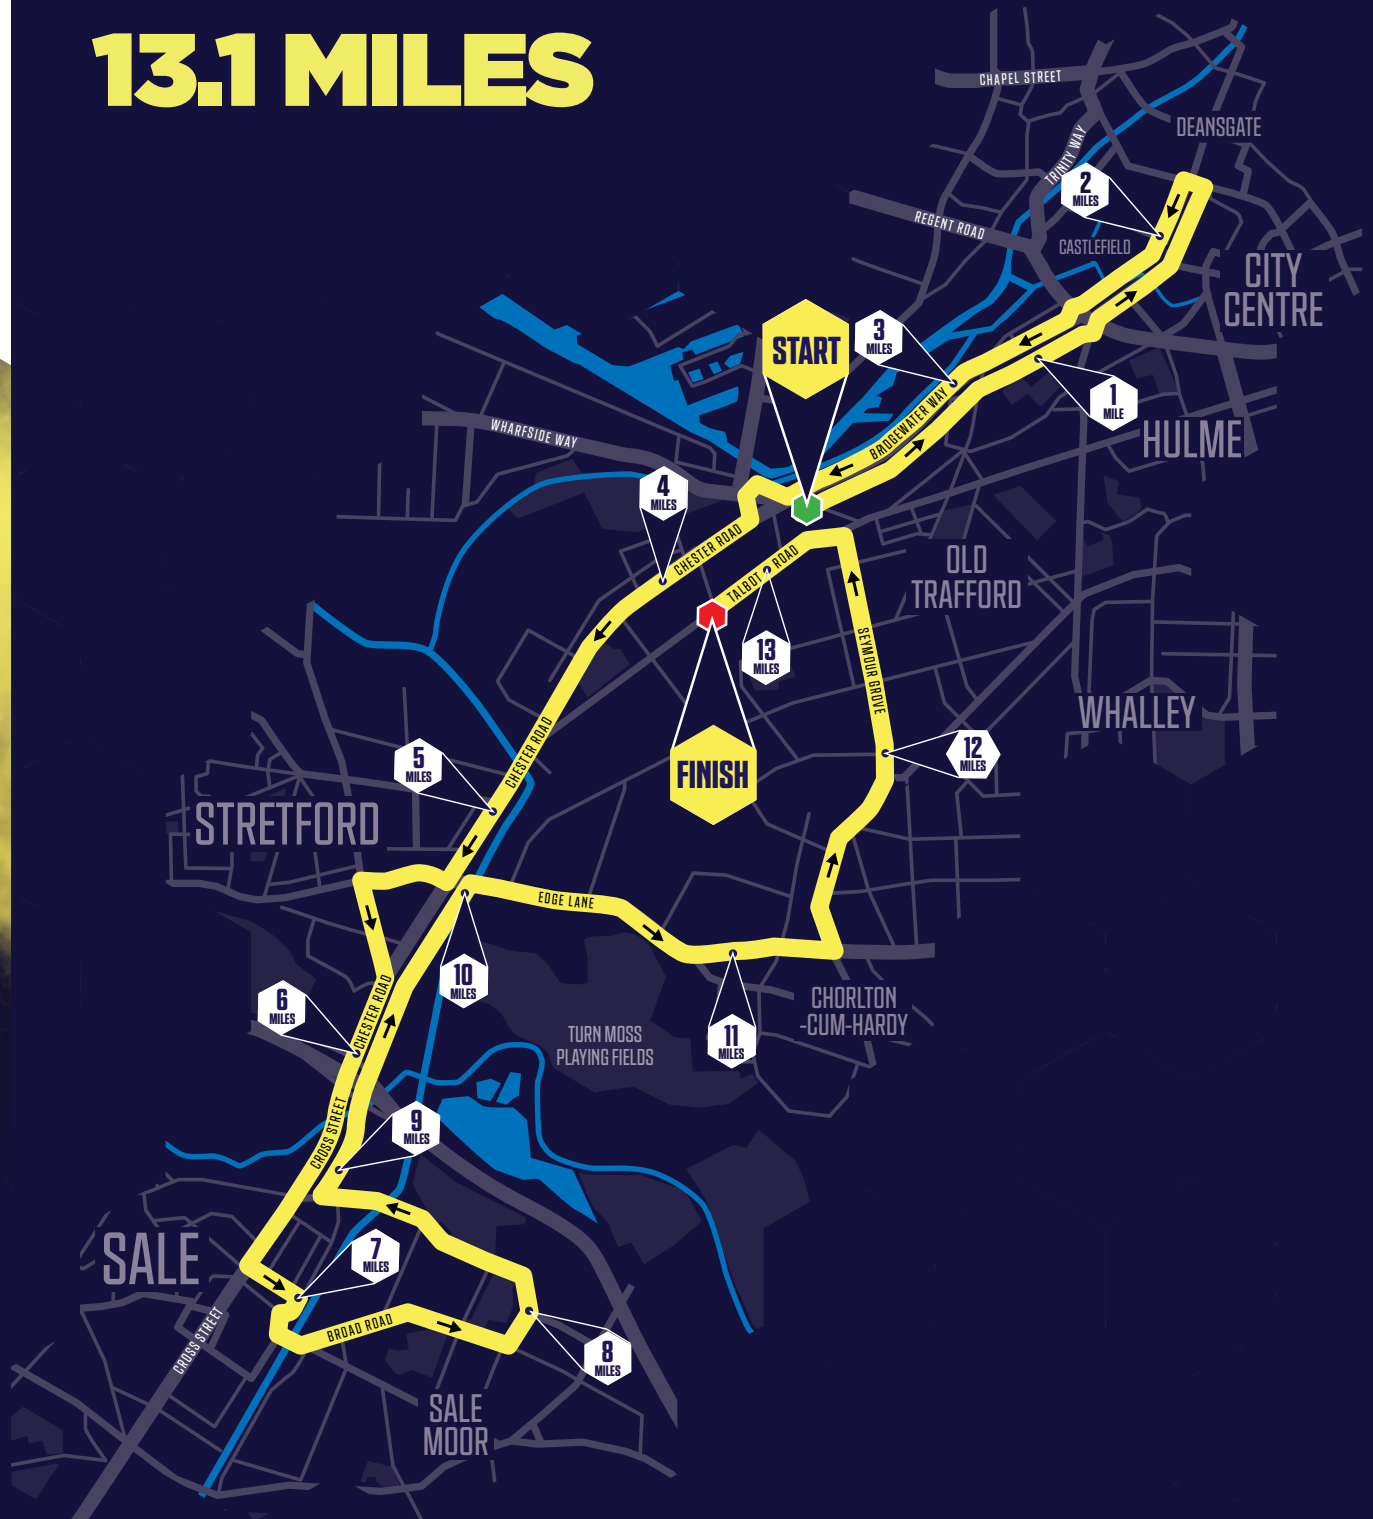 13.1 MILES
CHAPEL STREET
DEANSGATE
TRINITY WAY
2
MILES
REGENT ROAD
CASTLEFIELD
CITY
CENTRE
START
3
MILES
1
MILE
BRIDGEWATER WAY
HULME
WHARFSIDE WAY
4
MILES
CHESTER ROAD
TALBOT ROAD
OLD
TRAFFORD
13
MILES
SEYMOUR GROVE
WHALLEY
CHESTER ROAD
5
MILES
12
MILES
FINISH
STRETFORD
EDGE LANE
10
MILES
6
MILES
CHESTER ROAD
CHORLTON
-CUM-HARDY
TURN MOSS
PLAYING FIELDS
11
MILES
CROSS STREET
9
MILES
SALE
7
MILES
BROAD ROAD
CROSS STREET
8
MILES
SALE
MOOR